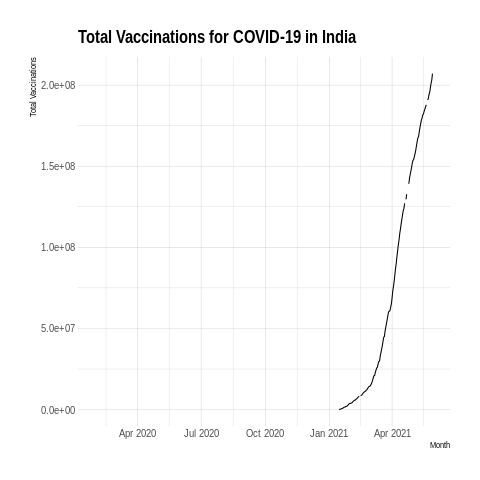 Total Vaccinations for COVID-19 in India
Total Vaccinations
2.0e+08
1.5e+08
1.0e+08
5.0e+07
0.0e+00
Apr 2020 Jul 2020 Oct 2020 Jan 2021 Apr 2021
Month